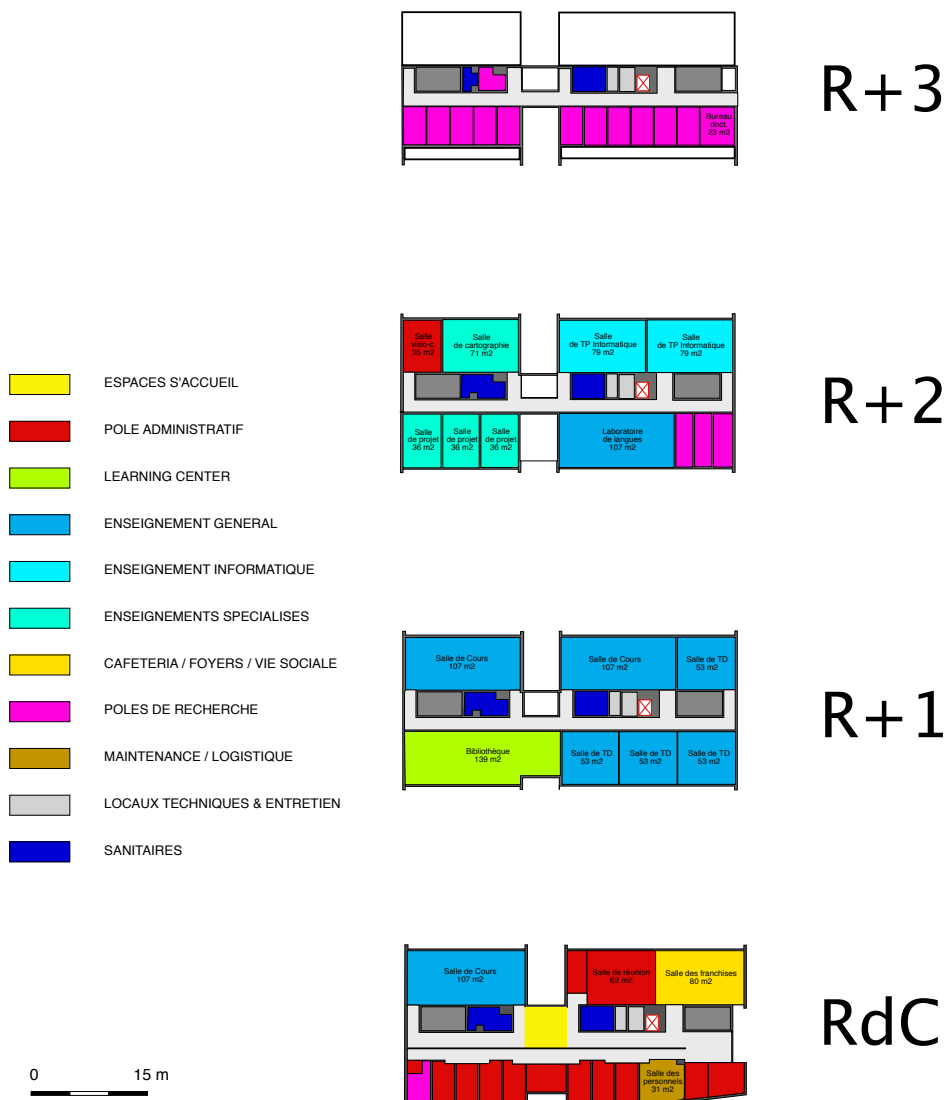 R+3
Bureau
doct.
23 m2
R+2
Salle
visio-c.
35 m2
Salle
de cartographie
71 m2
Salle
de TP Informatique
79 m2
Salle
de TP Informatique
79 m2
Salle
de projet
36 m2
Salle
de projet
36 m2
Salle
de projet
36 m2
Laboratoire
de langues
107 m2
ESPACES S'ACCUEIL
POLE ADMINISTRATIF
LEARNING CENTER
ENSEIGNEMENT GENERAL
ENSEIGNEMENT INFORMATIQUE
ENSEIGNEMENTS SPECIALISES
CAFETERIA / FOYERS / VIE SOCIALE
POLES DE RECHERCHE
MAINTENANCE / LOGISTIQUE
LOCAUX TECHNIQUES & ENTRETIEN
SANITAIRES
R+1
Salle de Cours
107 m2
Salle de Cours
107 m2
Salle de TD
53 m2
Bibliothèque
139 m2
Salle de TD
53 m2
Salle de TD
53 m2
Salle de TD
53 m2
RdC
Salle de Cours
107 m2
Salle de réunion
62 m2
Salle des franchises
80 m2
Salle des
personnels
31 m2
0 15 m